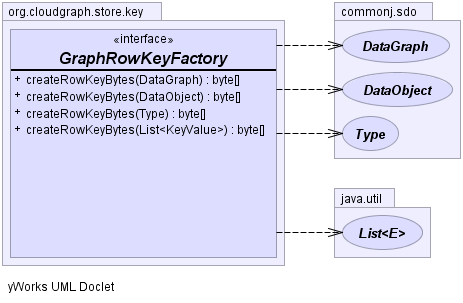 org.cloudgraph.store.key
commonj.sdo
«interface»
GraphRowKeyFactory
+ createRowKeyBytes(DataGraph) : byte[]
+ createRowKeyBytes(DataObject) : byte[]
+ createRowKeyBytes(Type) : byte[]
+ createRowKeyBytes(List<KeyValue>) : byte[]
DataGraph
DataObject
Type
java.util
List<E>
yWorks UML Doclet